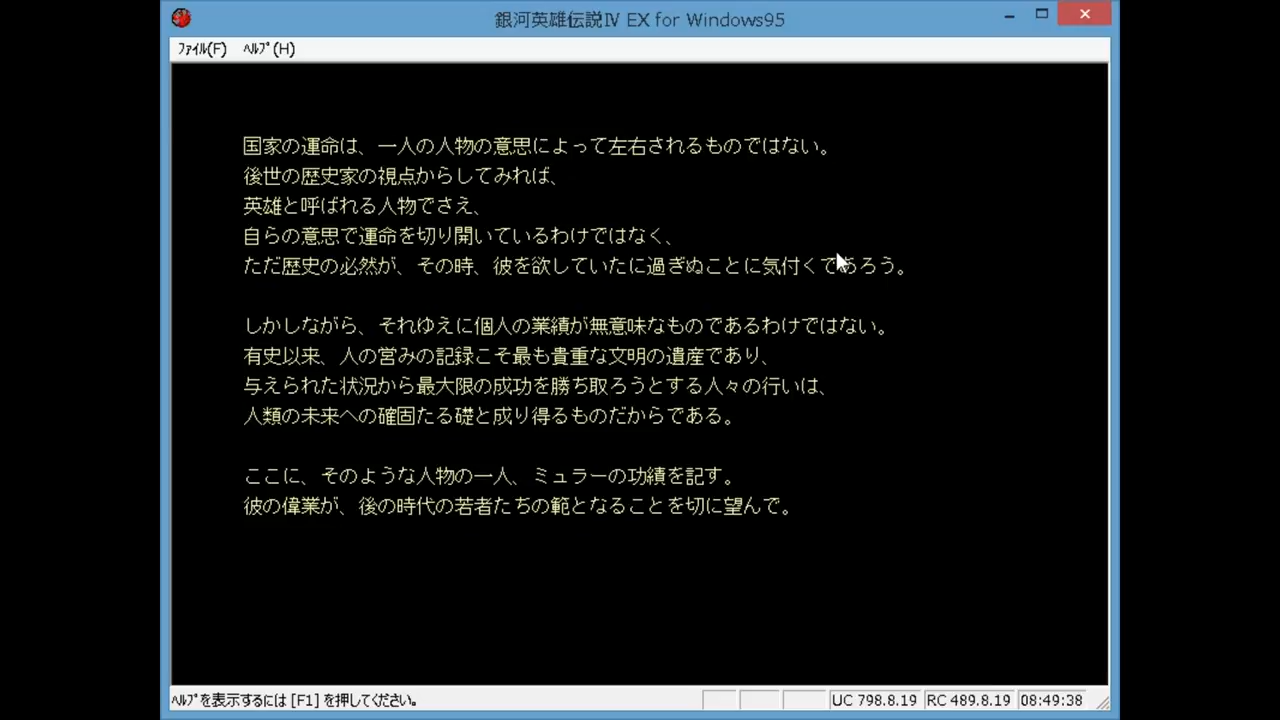 銀河英雄伝説Ⅳ EX for Windows95
ﾌｧｲﾙ(F) ﾍﾙﾌﾟ(H)
国家の運命は、一人の人物の意思によって左右されるものではない。
後世の歴史家の視点からしてみれば、
英雄と呼ばれる人物でさえ、
自らの意思で運命を切り開いているわけではなく、
ただ歴史の必然が、その時、彼を欲していたに過ぎぬことに気付くであろう。
しかしながら、それゆえに個人の業績が無意味なものであるわけではない。
有史以来、人の営みの記録こそ最も貴重な文明の遺産であり、
与えられた状況から最大限の成功を勝ち取ろうとする人々の行いは、
人類の未来への確固たる礎と成り得るものだからである。
ここに、そのような人物の一人、ミュラーの功績を記す。
彼の偉業が、後の時代の若者たちの範となることを切に望んで。
ﾍﾙﾌﾟを表示するには [F1] を押してください。 UC 798.8.19 RC 489.8.19 08:49:38